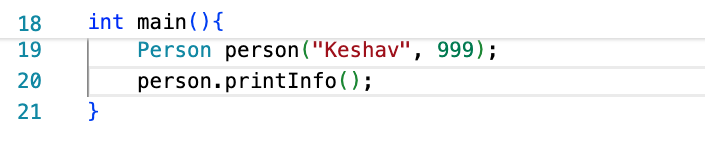 18 int main(){
19 Person person("Keshav", 999);
20 person.printInfo();
21 }